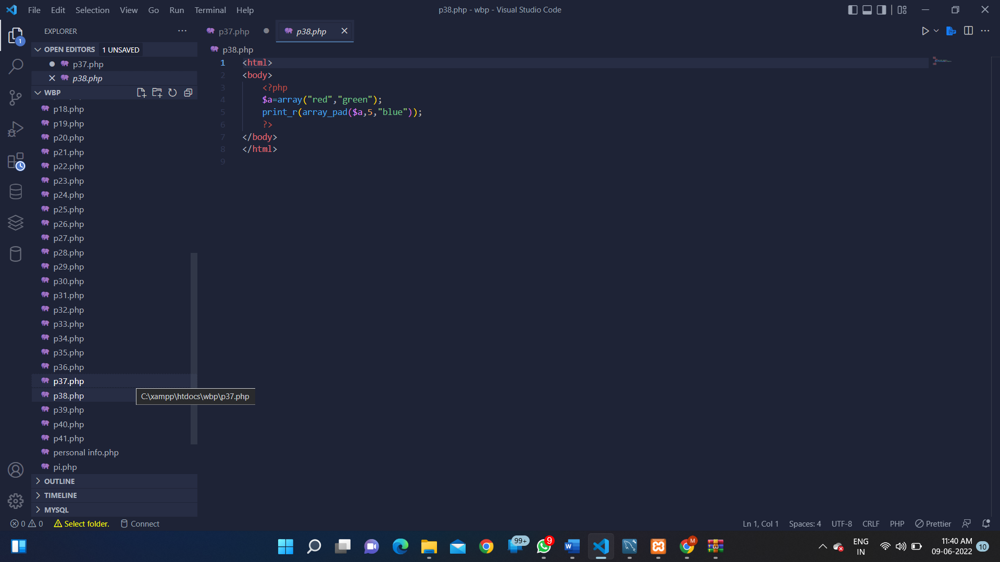 File Edit Selection View Go Run Terminal Help
p38.php - wbp - Visual Studio Code
EXPLORER
OPEN EDITORS 1 UNSAVED
p37.php
p38.php
WBP
p18.php
p19.php
p20.php
p21.php
p22.php
p23.php
p24.php
p25.php
p26.php
p27.php
p28.php
p29.php
p30.php
p31.php
p32.php
p33.php
p34.php
p35.php
p36.php
p37.php
p38.php
C:\xampp\htdocs\wbp\p37.php
p39.php
p40.php
p41.php
personal info.php
pi.php
OUTLINE
TIMELINE
MYSQL
p37.php
p38.php
p38.php
1 <html>
2 <body>
3 <?php
4 $a=array("red","green");
5 print_r(array_pad($a,5,"blue"));
6 ?>
7 </body>
8 </html>
9
0 0 Select folder. Connect
Ln 1, Col 1 Spaces: 4 UTF-8 CRLF PHP Prettier
1
99+
9
W
M
ENG
IN
11:40 AM
09-06-2022
10